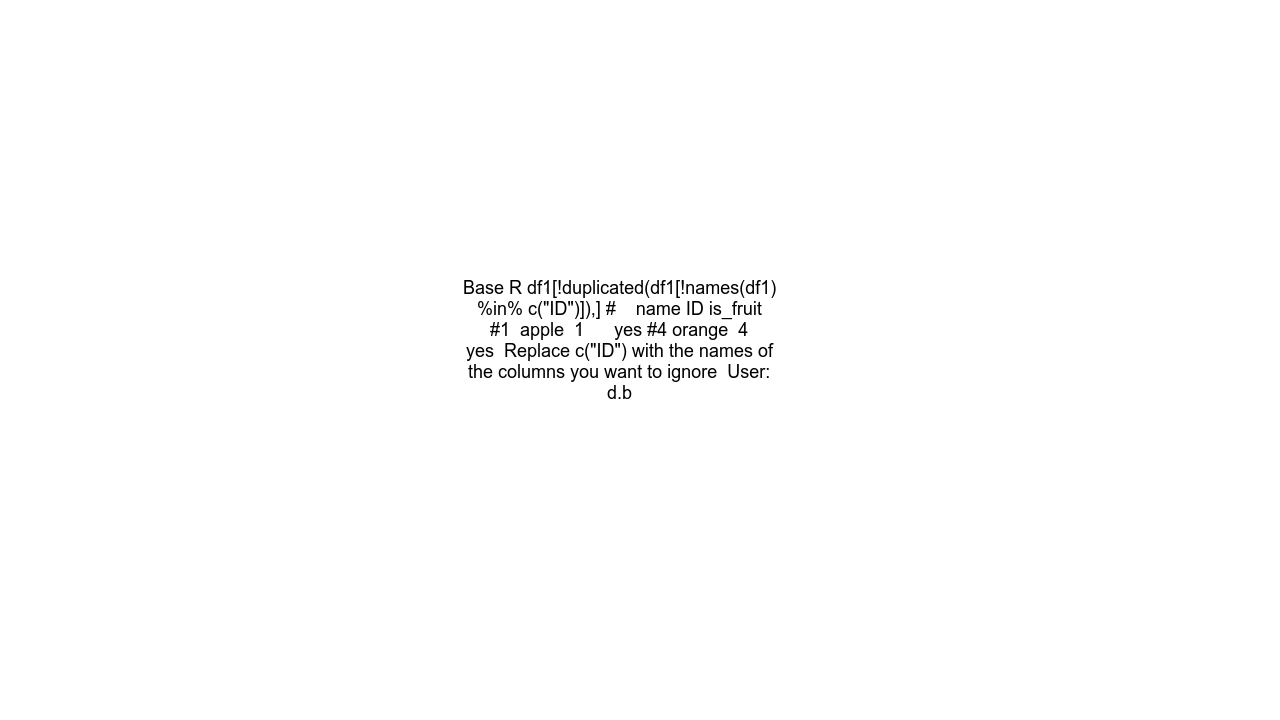 Base R df1[!duplicated(df1[!names(df1)
%in% c("ID")]),] #    name ID is_fruit
#1  apple  1      yes #4 orange  4
yes  Replace c("ID") with the names of
the columns you want to ignore  User:
d.b